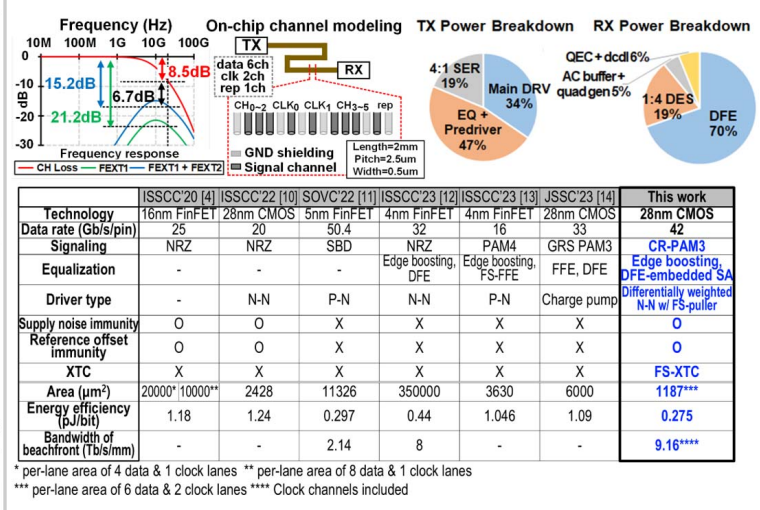 Frequency (Hz)
10M 100M 1G 10G 100G
0
-10
-20
-30
dB
8.5dB
15.2dB
6.7dB
21.2dB
Frequency response
CH Loss FEXT1 FEXT1 + FEXT2
On-chip channel modeling
TX
data 6ch
clk 2ch
rep 1ch
RX
CH0~2 CLK0 CLK1 CH3~5 rep
GND shielding
Signal channel
Length=2mm
Pitch=2.5um
Width=0.5um
TX Power Breakdown
4:1 SER
19%
Main DRV
34%
EQ +
Predriver
47%
RX Power Breakdown
QEC + dcdl 6%
AC buffer +
quad gen 5%
1:4 DES
19%
DFE
70%
ISSCC'20 [4] ISSCC'22 [10] SOVC'22 [11] ISSCC'23 [12] ISSCC'23 [13] JSSC'23 [14] This work
Technology 16nm FinFET 28nm CMOS 5nm FinFET 4nm FinFET 4nm FinFET 28nm CMOS 28nm CMOS
Data rate (Gb/s/pin) 25 20 50.4 32 16 33 42
Signaling NRZ NRZ SBD NRZ PAM4 GRS PAM3 CR-PAM3
Equalization - - - Edge boosting, DFE Edge boosting, FS-FFE FFE, DFE Edge boosting, DFE-embedded SA
Driver type - N-N P-N N-N P-N Charge pump Differentially weighted N-N w/ FS-puller
Supply noise immunity O O X X X X O
Reference offset immunity O O X X X X O
XTC X X X X X X FS-XTC
Area (µm²) 20000* 10000** 2428 11326 350000 3630 6000 1187***
Energy efficiency (pJ/bit) 1.18 1.24 0.297 0.44 1.046 1.09 0.275
Bandwidth of beachfront (Tb/s/mm) - - 2.14 8 - - 9.16****
* per-lane area of 4 data & 1 clock lanes ** per-lane area of 8 data & 1 clock lanes
*** per-lane area of 6 data & 2 clock lanes **** Clock channels included